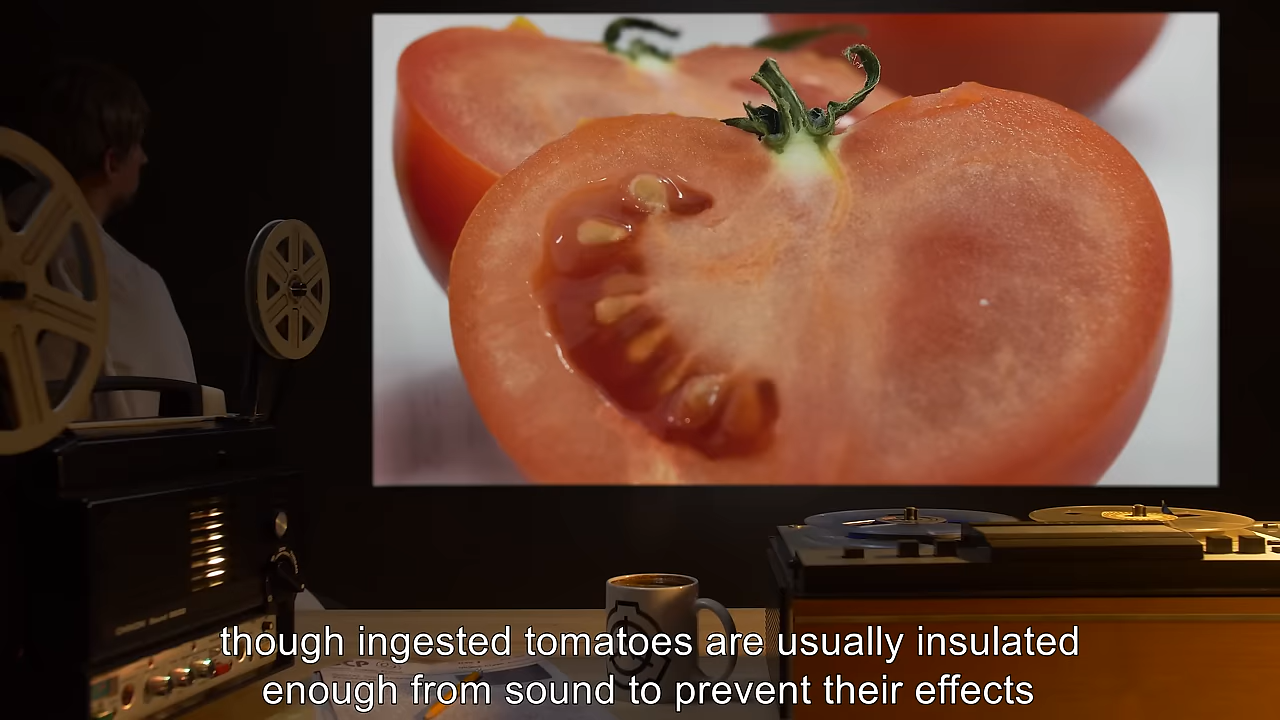 though ingested tomatoes are usually insulated
enough from sound to prevent their effects